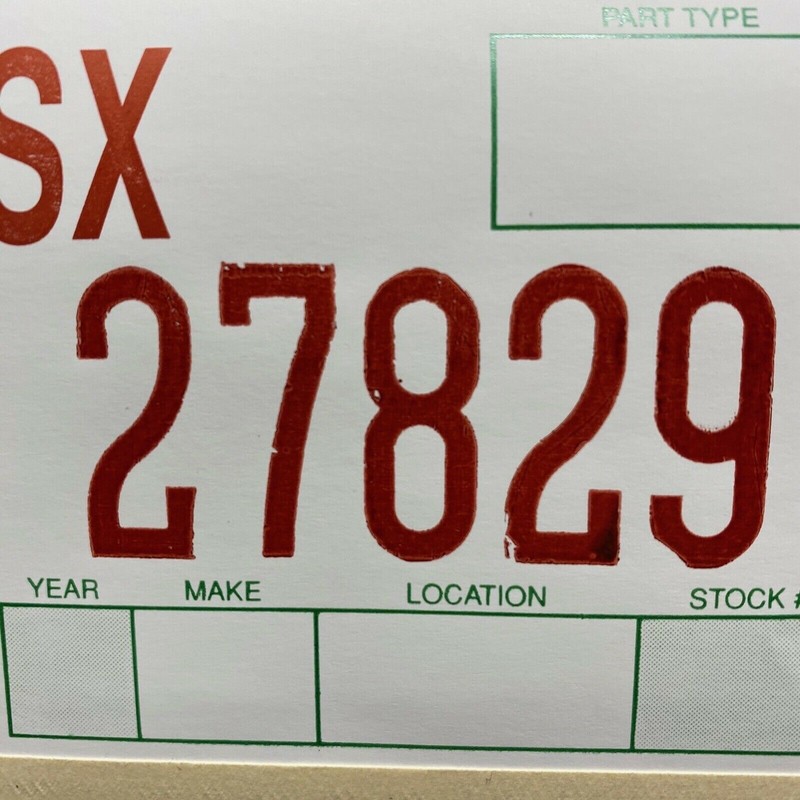 PART TYPE
SX
27829
YEAR MAKE LOCATION STOCK #